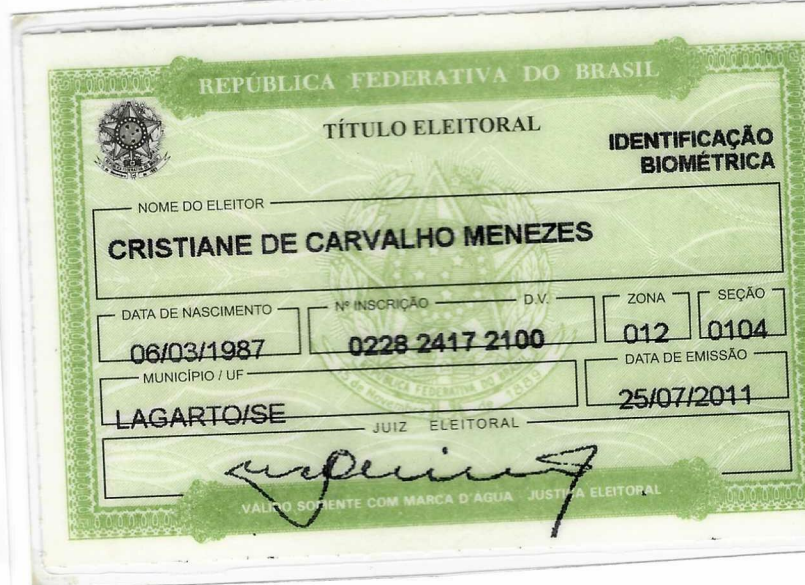 REPÚBLICA FEDERATIVA DO BRASIL
TÍTULO ELEITORAL
IDENTIFICAÇÃO
BIOMÉTRICA
NOME DO ELEITOR
CRISTIANE DE CARVALHO MENEZES
DATA DE NASCIMENTO Nº INSCRIÇÃO D.V. ZONA SEÇÃO
06/03/1987 0228 2417 2100 012 0104
MUNICÍPIO / UF DATA DE EMISSÃO
LAGARTO/SE 25/07/2011
JUIZ ELEITORAL
VÁLIDO SOMENTE COM MARCA D'ÁGUA - JUSTIÇA ELEITORAL